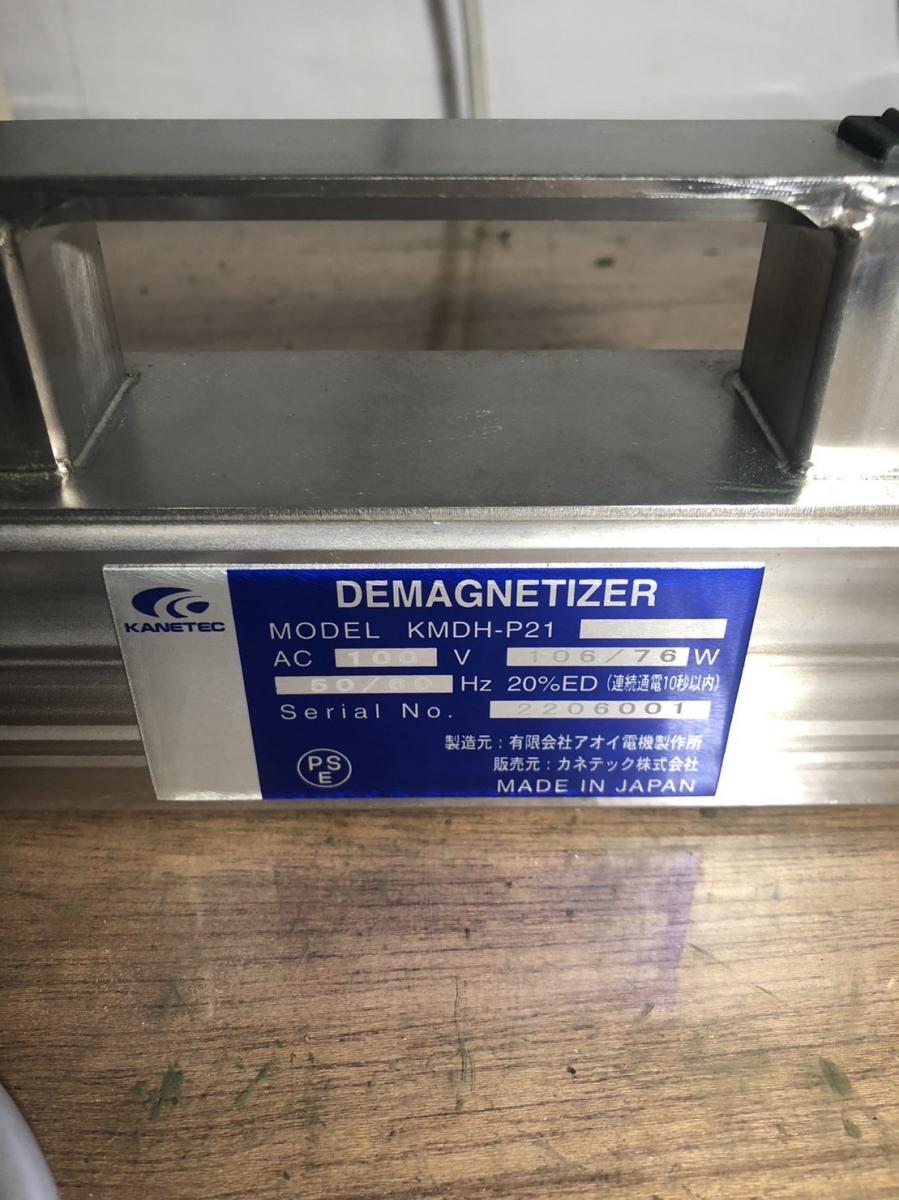 KANETEC
DEMAGNETIZER
MODEL KMDH-P21
AC 100 V 106/76 W
50/60 Hz 20%ED (連続通電10秒以内)
Serial No. 2206001
製造元：有限会社アオイ電機製作所
販売元：カネテック株式会社
PS
E
MADE IN JAPAN